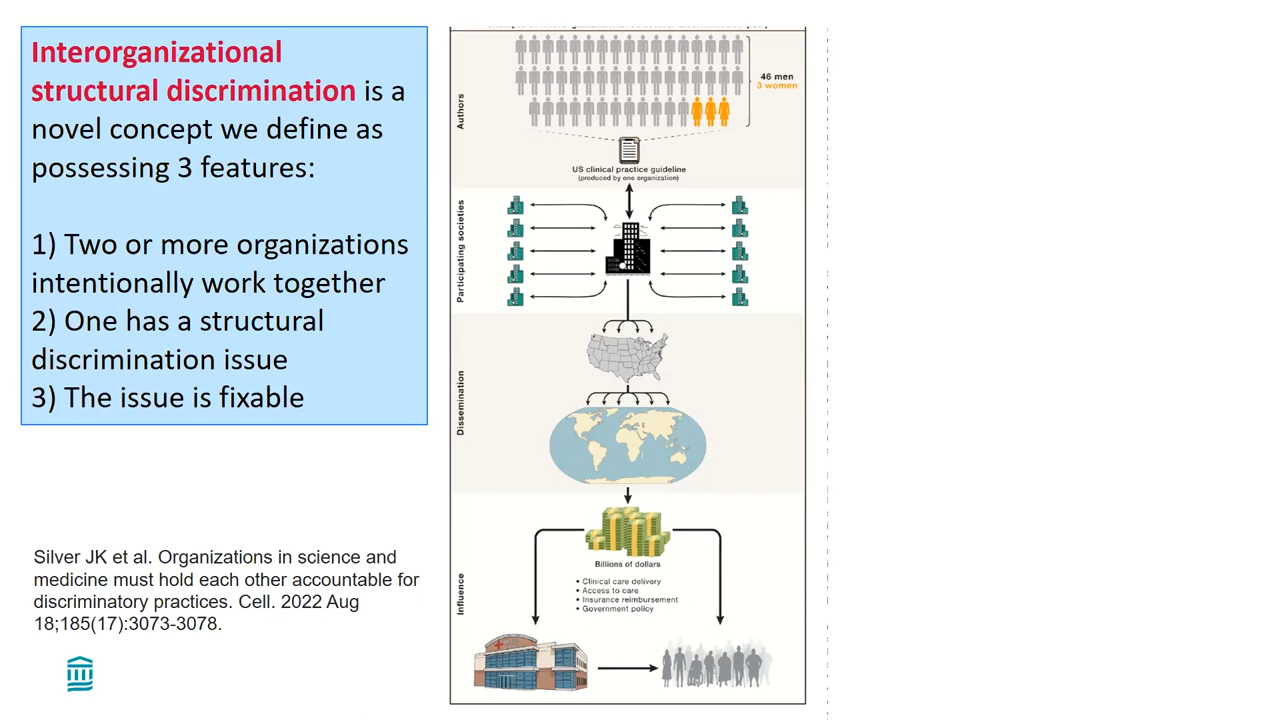 Interorganizational
structural discrimination is a
novel concept we define as
possessing 3 features:
1) Two or more organizations
intentionally work together
2) One has a structural
discrimination issue
3) The issue is fixable
Silver JK et al. Organizations in science and
medicine must hold each other accountable for
discriminatory practices. Cell. 2022 Aug
18;185(17):3073-3078.
Authors
46 men
3 women
US clinical practice guideline
(produced by one organization)
Participating societies
Dissemination
Influence
Billions of dollars
• Clinical care delivery
• Access to care
• Insurance reimbursement
• Government policy